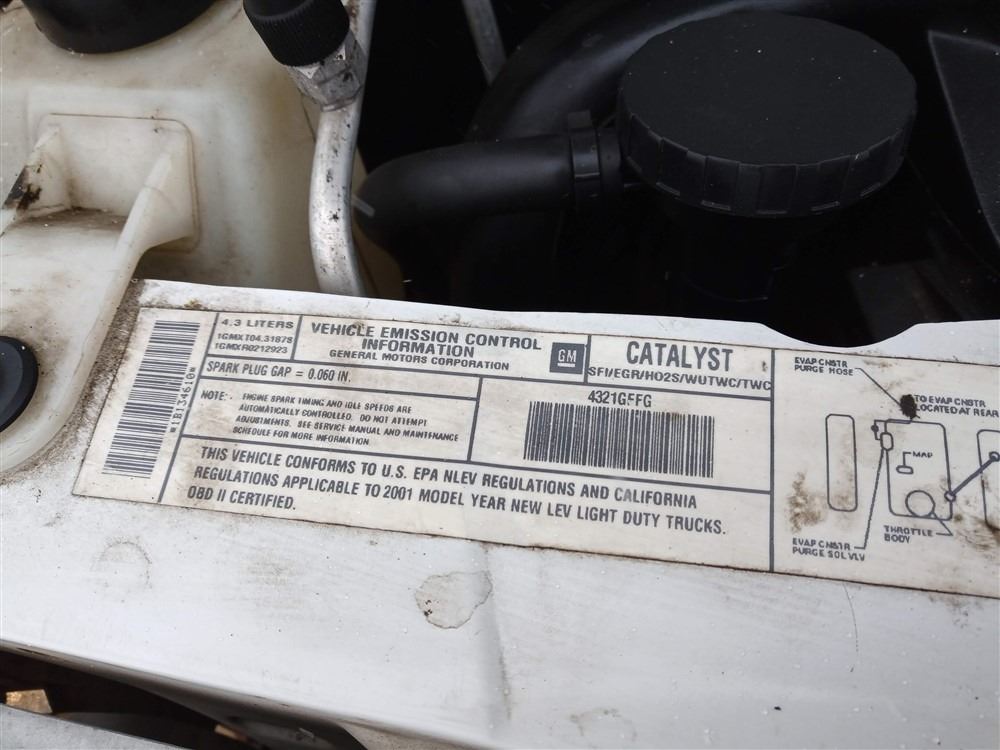 4.3 LITERS
1GMXT04.31878
1GMXR0212923
VEHICLE EMISSION CONTROL
INFORMATION
GENERAL MOTORS CORPORATION
GM
CATALYST
SFI/EGR/HO2S/WUTWC/TWC
SPARK PLUG GAP = 0.060 IN.
NOTE: ENGINE SPARK TIMING AND IDLE SPEEDS ARE
AUTOMATICALLY CONTROLLED. DO NOT ATTEMPT
ADJUSTMENTS. SEE SERVICE MANUAL AND MAINTENANCE
SCHEDULE FOR MORE INFORMATION.
4321GFFG
THIS VEHICLE CONFORMS TO U.S. EPA NLEV REGULATIONS AND CALIFORNIA
REGULATIONS APPLICABLE TO 2001 MODEL YEAR NEW LEV LIGHT DUTY TRUCKS.
OBD II CERTIFIED.
EVAP CNSTR
PURGE HOSE
TO EVAP CNSTR
LOCATED AT REAR
MAP
THROTTLE
BODY
EVAP CNSTR
PURGE SOL VLV